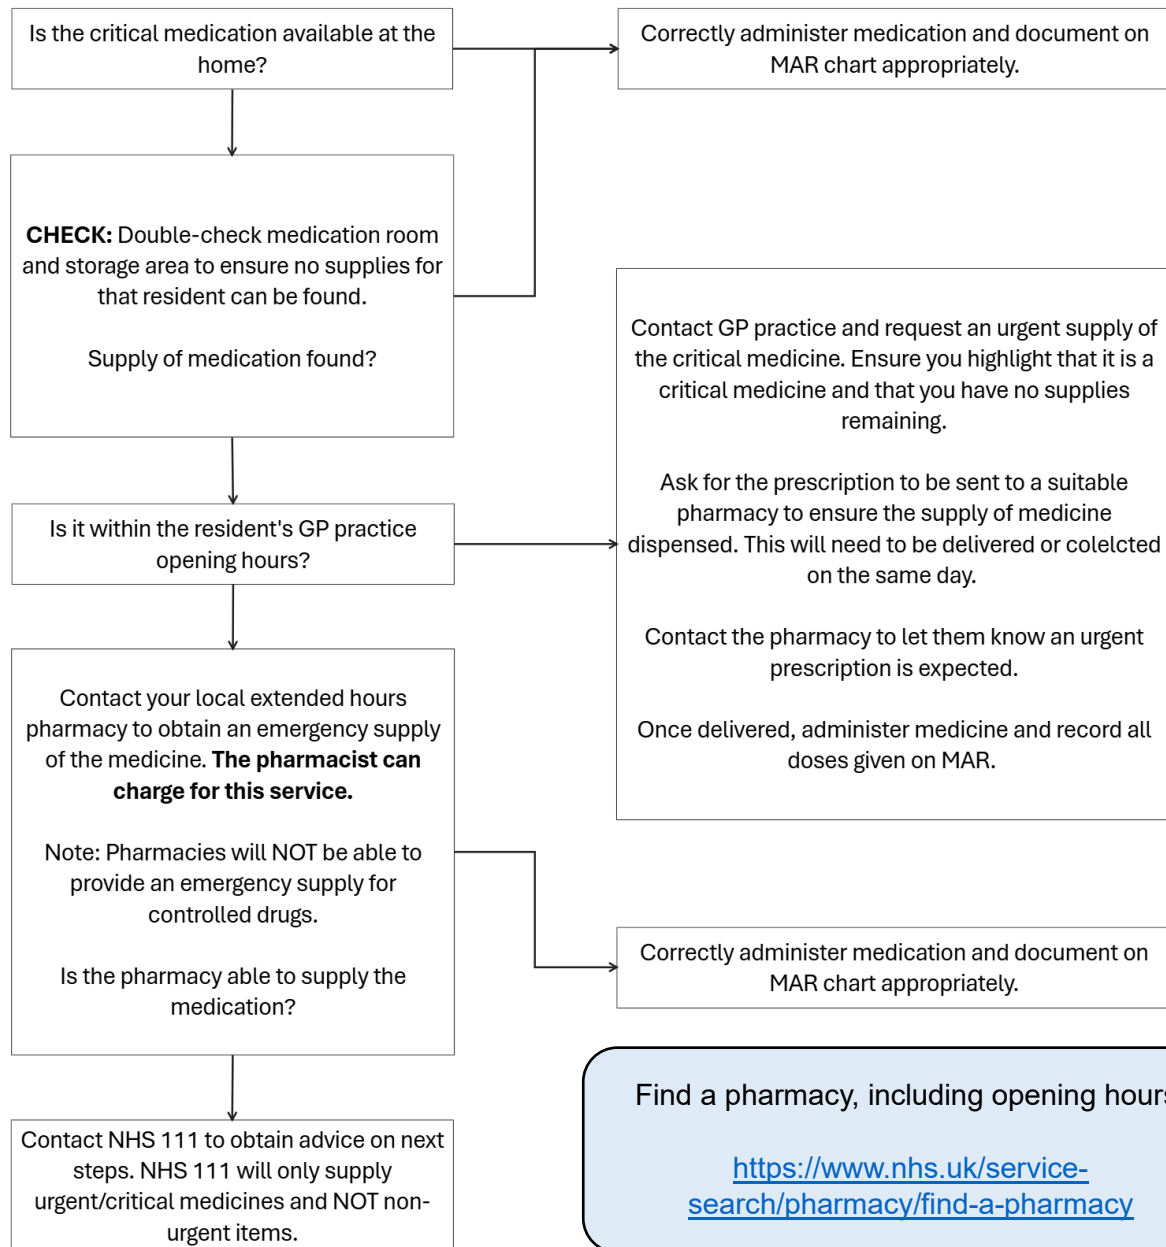 Is the critical medication available at the
home?
Correctly administer medication and document on
MAR chart appropriately.
CHECK: Double-check medication room
and storage area to ensure no supplies for
that resident can be found.
Supply of medication found?
Contact GP practice and request an urgent supply of
the critical medicine. Ensure you highlight that it is a
critical medicine and that you have no supplies
remaining.
Ask for the prescription to be sent to a suitable
pharmacy to ensure the supply of medicine
dispensed. This will need to be delivered or colelcted
on the same day.
Contact the pharmacy to let them know an urgent
prescription is expected.
Once delivered, administer medicine and record all
doses given on MAR.
Is it within the resident's GP practice
opening hours?
Contact your local extended hours
pharmacy to obtain an emergency supply
of the medicine. The pharmacist can
charge for this service.
Note: Pharmacies will NOT be able to
provide an emergency supply for
controlled drugs.
Is the pharmacy able to supply the
medication?
Correctly administer medication and document on
MAR chart appropriately.
Contact NHS 111 to obtain advice on next
steps. NHS 111 will only supply
urgent/critical medicines and NOT non-
urgent items.
Find a pharmacy, including opening hours
https://www.nhs.uk/service-
search/pharmacy/find-a-pharmacy